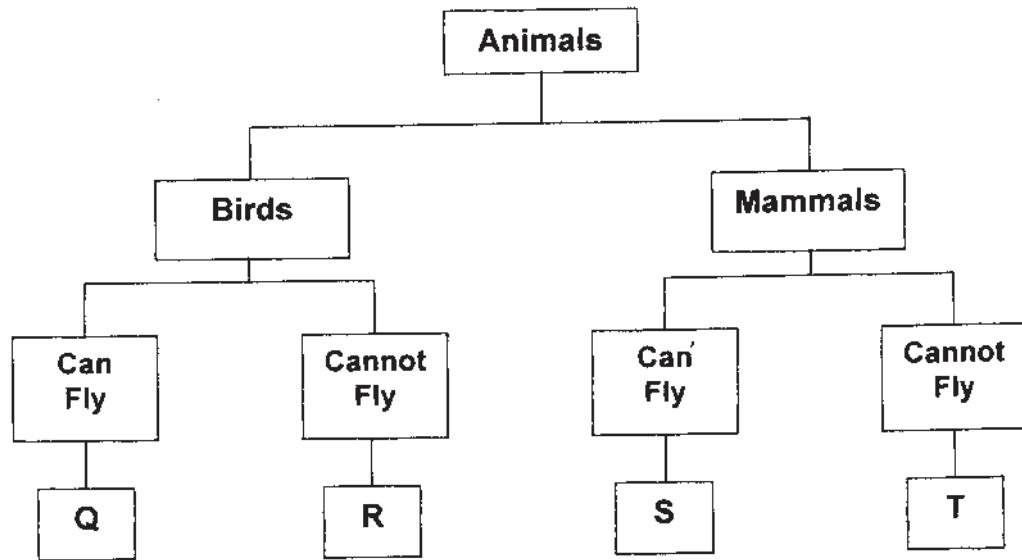 Animals
Birds
Mammals
Can
Fly
Cannot
Fly
Can
Fly
Cannot
Fly
Q
R
S
T